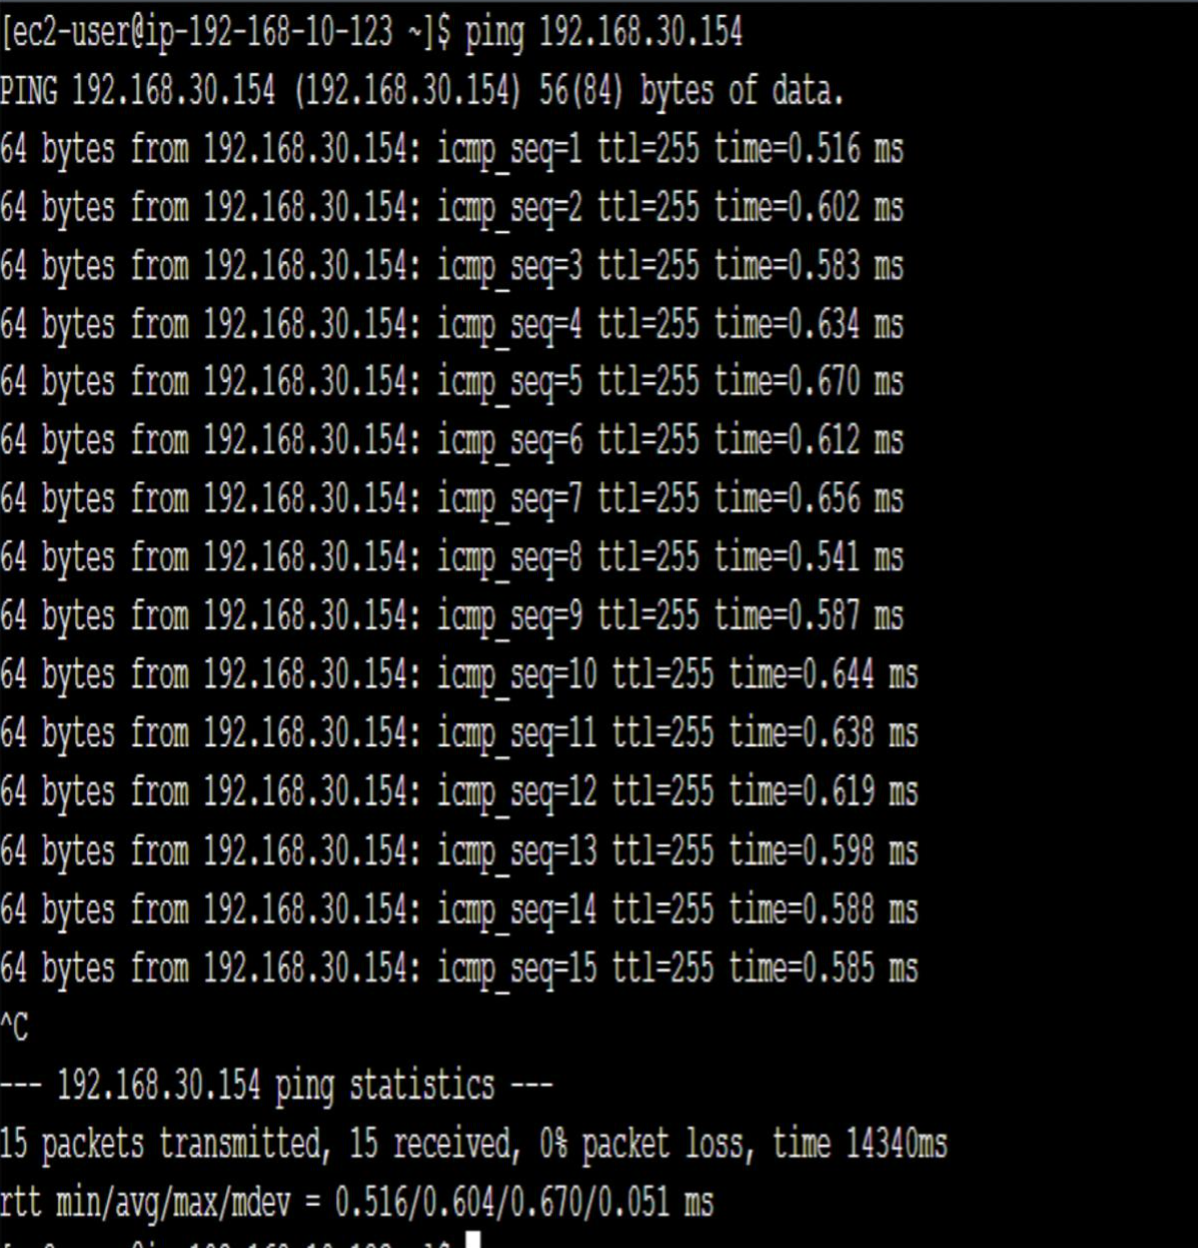 [ec2-user@ip-192-168-10-123 ~]$ ping 192.168.30.154
PING 192.168.30.154 (192.168.30.154) 56(84) bytes of data.
64 bytes from 192.168.30.154: icmp_seq=1 ttl=255 time=0.516 ms
64 bytes from 192.168.30.154: icmp_seq=2 ttl=255 time=0.602 ms
64 bytes from 192.168.30.154: icmp_seq=3 ttl=255 time=0.583 ms
64 bytes from 192.168.30.154: icmp_seq=4 ttl=255 time=0.634 ms
64 bytes from 192.168.30.154: icmp_seq=5 ttl=255 time=0.670 ms
64 bytes from 192.168.30.154: icmp_seq=6 ttl=255 time=0.612 ms
64 bytes from 192.168.30.154: icmp_seq=7 ttl=255 time=0.656 ms
64 bytes from 192.168.30.154: icmp_seq=8 ttl=255 time=0.541 ms
64 bytes from 192.168.30.154: icmp_seq=9 ttl=255 time=0.587 ms
64 bytes from 192.168.30.154: icmp_seq=10 ttl=255 time=0.644 ms
64 bytes from 192.168.30.154: icmp_seq=11 ttl=255 time=0.638 ms
64 bytes from 192.168.30.154: icmp_seq=12 ttl=255 time=0.619 ms
64 bytes from 192.168.30.154: icmp_seq=13 ttl=255 time=0.598 ms
64 bytes from 192.168.30.154: icmp_seq=14 ttl=255 time=0.588 ms
64 bytes from 192.168.30.154: icmp_seq=15 ttl=255 time=0.585 ms
^C
--- 192.168.30.154 ping statistics ---
15 packets transmitted, 15 received, 0% packet loss, time 14340ms
rtt min/avg/max/mdev = 0.516/0.604/0.670/0.051 ms